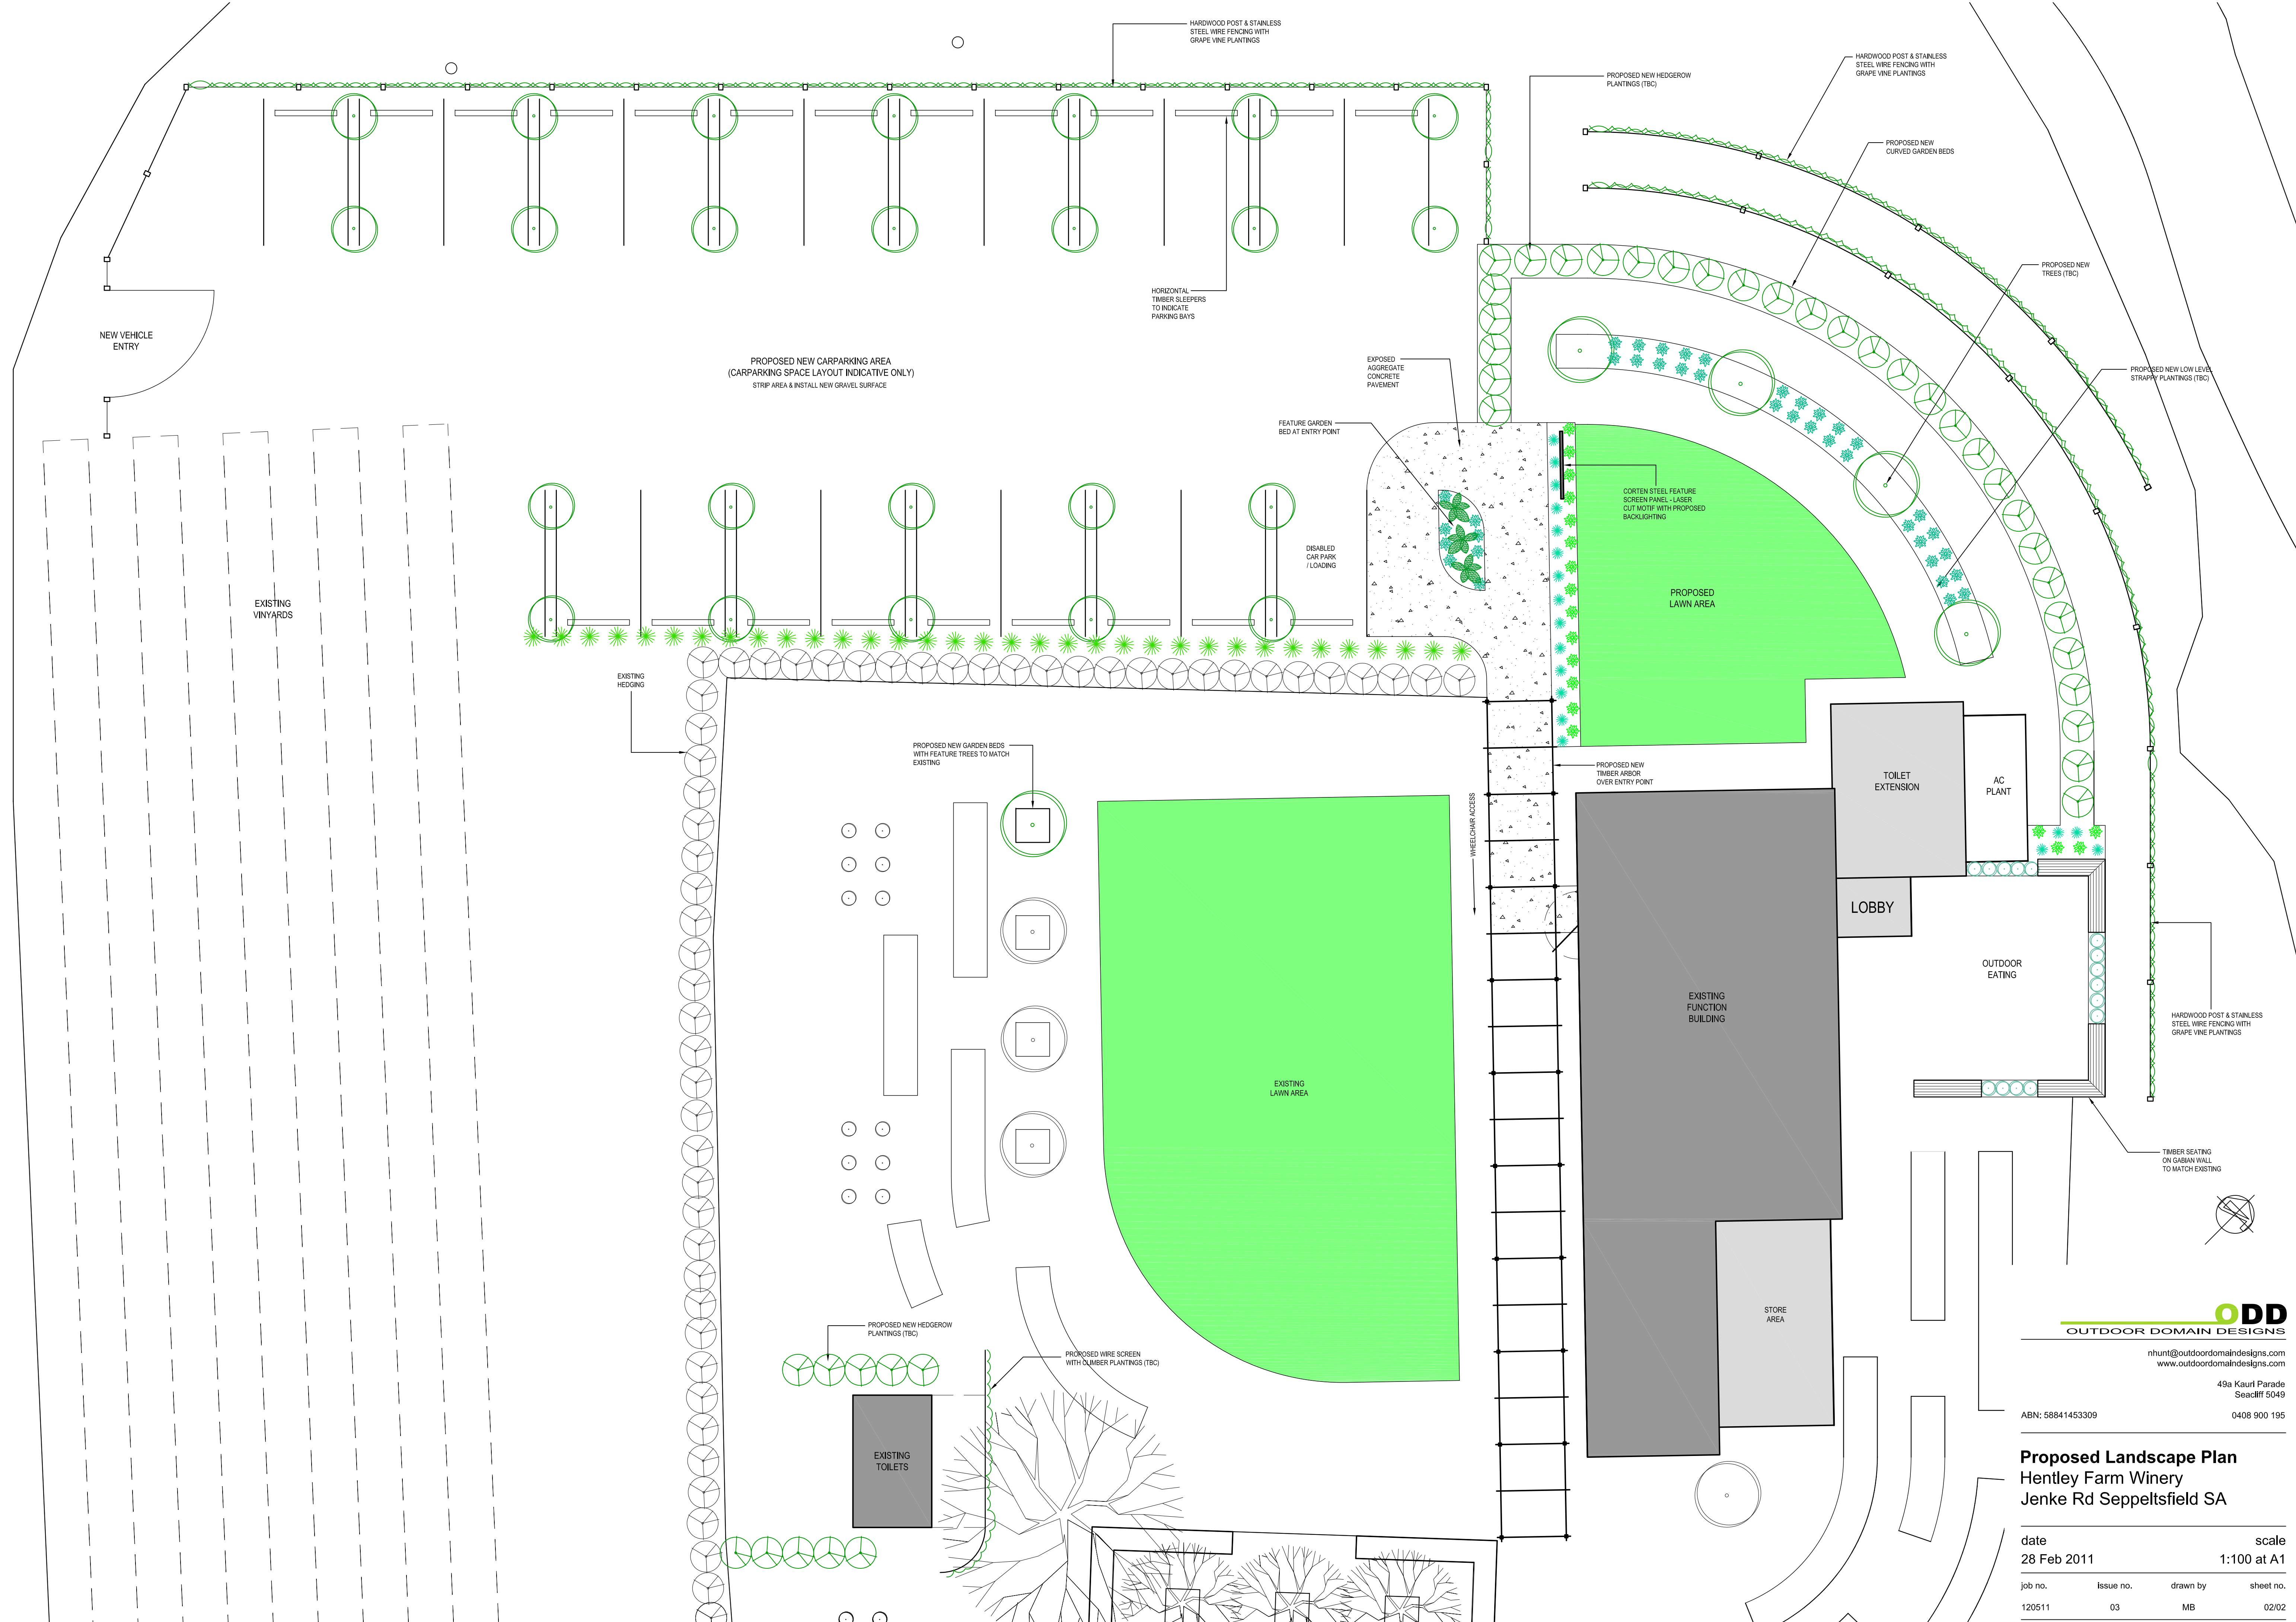 HARDWOOD POST & STAINLESS
STEEL WIRE FENCING WITH
GRAPE VINE PLANTINGS
PROPOSED NEW HEDGEROW
PLANTINGS (TBC)
HARDWOOD POST & STAINLESS
STEEL WIRE FENCING WITH
GRAPE VINE PLANTINGS
PROPOSED NEW
CURVED GARDEN BEDS
PROPOSED NEW
TREES (TBC)
HORIZONTAL
TIMBER SLEEPERS
TO INDICATE
PARKING BAYS
NEW VEHICLE
ENTRY
PROPOSED NEW CARPARKING AREA
(CARPARKING SPACE LAYOUT INDICATIVE ONLY)
STRIP AREA & INSTALL NEW GRAVEL SURFACE
EXPOSED
AGGREGATE
CONCRETE
PAVEMENT
PROPOSED NEW LOW LEVEL
STRAPPY PLANTINGS (TBC)
FEATURE GARDEN
BED AT ENTRY POINT
CORTEN STEEL FEATURE
SCREEN PANEL - LASER
CUT MOTIF WITH PROPOSED
BACKLIGHTING
DISABLED
CAR PARK
/ LOADING
EXISTING
VINYARDS
PROPOSED
LAWN AREA
EXISTING
HEDGING
PROPOSED NEW GARDEN BEDS
WITH FEATURE TREES TO MATCH
EXISTING
PROPOSED NEW
TIMBER ARBOR
OVER ENTRY POINT
TOILET
EXTENSION
AC
PLANT
WHEELCHAIR ACCESS
LOBBY
OUTDOOR
EATING
EXISTING
FUNCTION
BUILDING
HARDWOOD POST & STAINLESS
STEEL WIRE FENCING WITH
GRAPE VINE PLANTINGS
EXISTING
LAWN AREA
TIMBER SEATING
ON GABIAN WALL
TO MATCH EXISTING
STORE
AREA
PROPOSED NEW HEDGEROW
PLANTINGS (TBC)
PROPOSED WIRE SCREEN
WITH CLIMBER PLANTINGS (TBC)
EXISTING
TOILETS
ODD
OUTDOOR DOMAIN DESIGNS
nhunt@outdoordomaindesigns.com
www.outdoordomaindesigns.com
49a Kauri Parade
Seacliff 5049
ABN: 58841453309 0408 900 195
Proposed Landscape Plan
Hentley Farm Winery
Jenke Rd Seppeltsfield SA
date scale
28 Feb 2011 1:100 at A1
job no. issue no. drawn by sheet no.
120511 03 MB 02/02